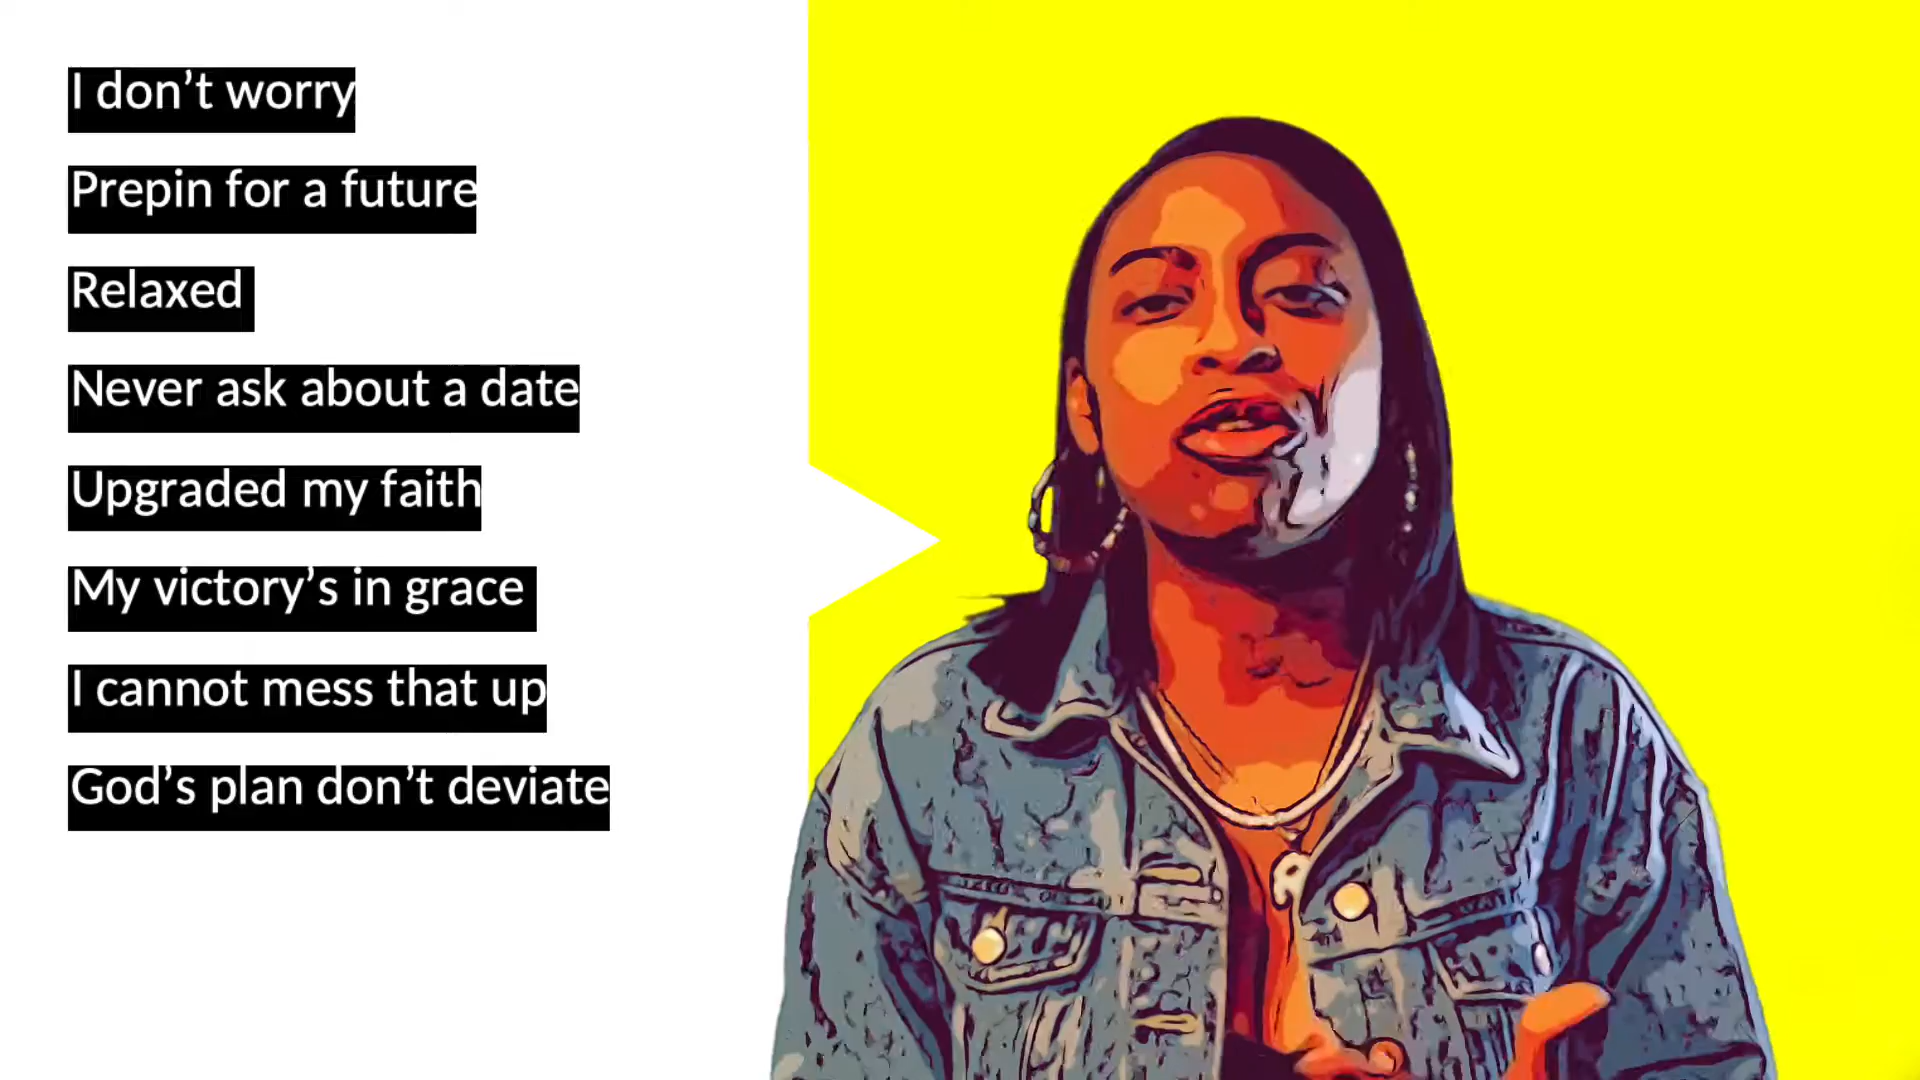 I don’t worry
Prepin for a future
Relaxed
Never ask about a date
Upgraded my faith
My victory’s in grace
I cannot mess that up
God’s plan don’t deviate